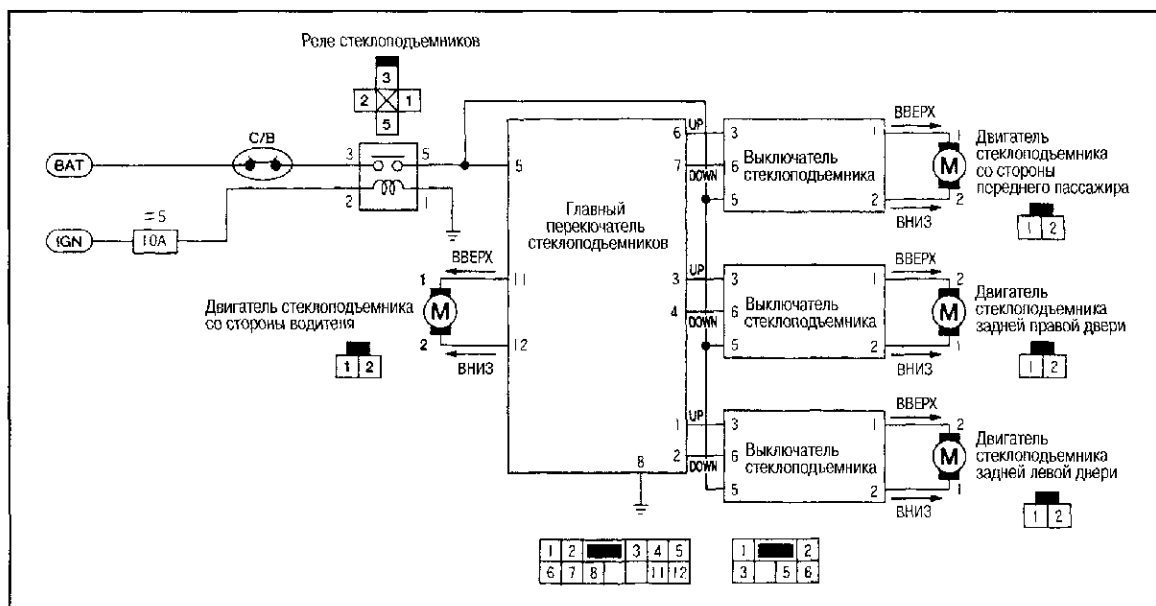 Реле стеклоподъемников
3
2 1
5
C/B
BAT
3 5
2 1
IGN
10A
5
Главный
перекючатель
стеклоподъемников
6 UP
7 DOWN
3 UP
4 DOWN
1 UP
2 DOWN
8
11
12
ВВЕРХ
1
M
2
ВНИЗ
Двигатель стеклоподъемника
со стороны водителя
1 2
3 1
6
5 2
Выключатель
стеклоподъемника
ВВЕРХ
1
M
2
ВНИЗ
Двигатель
стеклоподъемника
со стороны
переднего пассажира
1 2
3 1
6
5 2
Выключатель
стеклоподъемника
ВВЕРХ
2
M
1
ВНИЗ
Двигатель
стеклоподъемника
задней правой двери
1 2
3 1
6
5 2
Выключатель
стеклоподъемника
ВВЕРХ
2
M
1
ВНИЗ
Двигатель
стеклоподъемника
задней левой двери
1 2
1 2 3 4 5
6 7 8 11 12
1 2
3 5 6